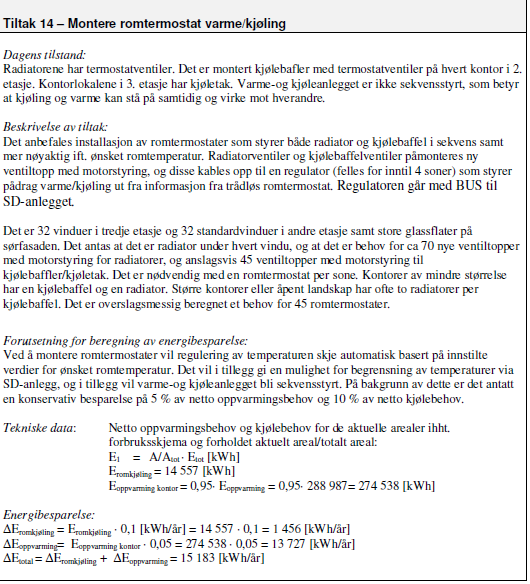 Tiltak 14 – Montere romtermostat varme/kjøling
Dagens tilstand:
Radiatorene har termostatventiler. Det er montert kjølebafler med termostatventiler på hvert kontor i 2.
etasje. Kontorlokalene i 3. etasje har kjøletak. Varme-og kjøleanlegget er ikke sekvensstyrt, som betyr
at kjøling og varme kan stå på samtidig og virke mot hverandre.
Beskrivelse av tiltak:
Det anbefales installasjon av romtermostater som styrer både radiator og kjølebaffel i sekvens samt
mer nøyaktig ift. ønsket romtemperatur. Radiatorventiler og kjølebaffelventiler påmonteres ny
ventiltopp med motorstyring, og disse kables opp til en regulator (felles for inntil 4 soner) som styrer
pådrag varme/kjøling ut fra informasjon fra trådløs romtermostat. Regulatoren går med BUS til
SD-anlegget.
Det er 32 vinduer i tredje etasje og 32 standardvinduer i andre etasje samt store glassflater på
sørfasaden. Det antas at det er radiator under hvert vindu, og at det er behov for ca 70 nye ventiltopper
med motorstyring for radiatorer, og anslagsvis 45 ventiltopper med motorstyring til
kjølebaffler/kjøletak. Det er nødvendig med en romtermostat per sone. Kontorer av mindre størrelse
har en kjølebaffel og en radiator. Større kontorer eller åpent landskap har ofte to radiatorer per
kjølebaffel. Det er overslagsmessig beregnet et behov for 45 romtermostater.
Forutsetning for beregning av energibesparelse:
Ved å montere romtermostater vil regulering av temperaturen skje automatisk basert på innstilte
verdier for ønsket romtemperatur. Det vil i tillegg gi en mulighet for begrensning av temperaturer via
SD-anlegg, og i tillegg vil varme-og kjøleanlegget bli sekvensstyrt. På bakgrunn av dette er det antatt
en konservativ besparelse på 5 % av netto oppvarmingsbehov og 10 % av netto kjølebehov.
Tekniske data: Netto oppvarmingsbehov og kjølebehov for de aktuelle arealer ihht.
forbruksskjema og forholdet aktuelt areal/totalt areal:
E1 = A/Atot · Etot [kWh]
Eromkjøling = 14 557 [kWh]
Eoppvarming kontor = 0,95· Eoppvarming = 0,95· 288 987= 274 538 [kWh]
Energibesparelse:
ΔEromkjøling = Eromkjøling · 0,1 [kWh/år] = 14 557 · 0,1 = 1 456 [kWh/år]
ΔEoppvarming= Eoppvarming kontor · 0,05 = 274 538 · 0,05 = 13 727 [kWh/år]
ΔEtotal = ΔEromkjøling + ΔEoppvarming = 15 183 [kWh/år]